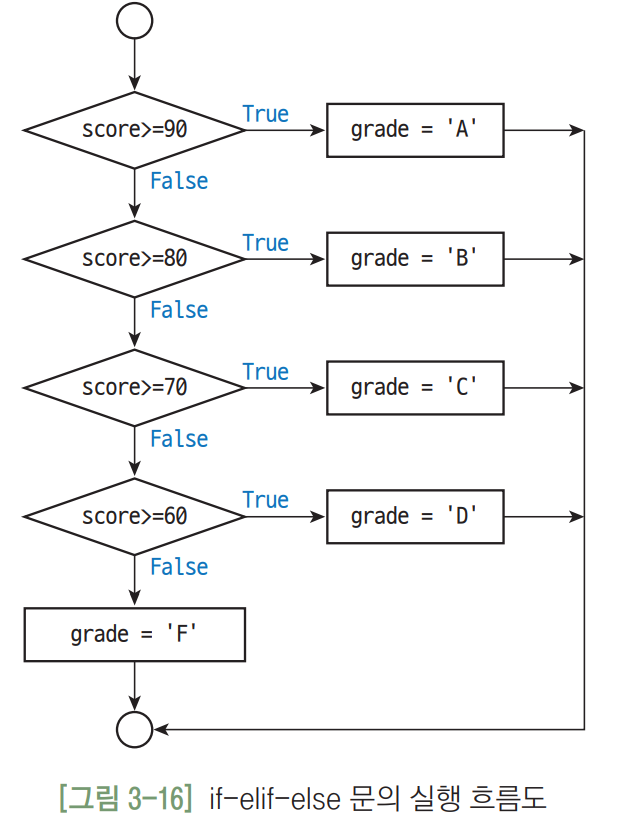 score>=90
True
grade = 'A'
False
score>=80
True
grade = 'B'
False
score>=70
True
grade = 'C'
False
score>=60
True
grade = 'D'
False
grade = 'F'
[그림 3-16] if-elif-else 문의 실행 흐름도